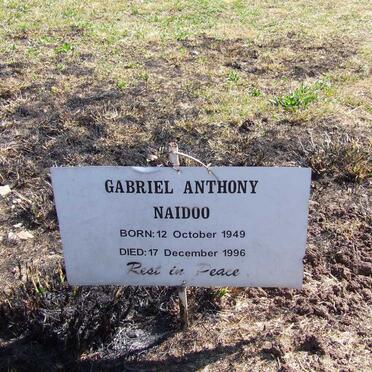 GABRIEL ANTHONY
NAIDOO
BORN: 12 October 1949
DIED: 17 December 1996
Rest in Peace